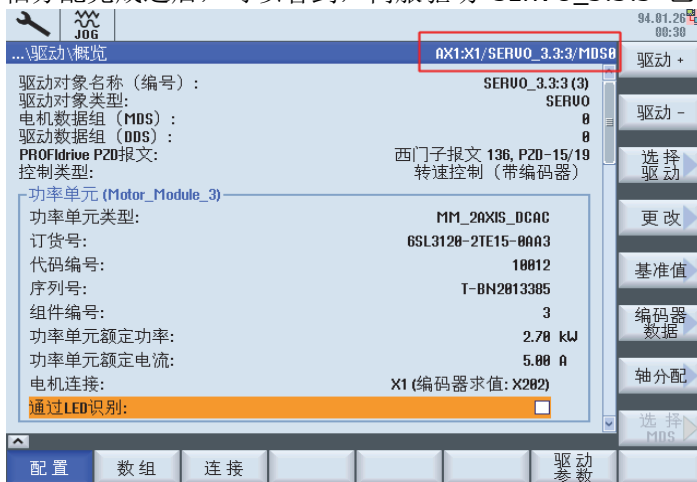 JOG
94.01.26
00:30
...\驱动\概览
AX1:X1/SERVO_3.3:3/MDS0
驱动对象名称（编号）:
SERVO_3.3:3 (3)
驱动对象类型:
SERVO
电机数据组（MDS）:
0
驱动数据组（DDS）:
0
PROFIdrive PZD报文:
西门子报文 136, PZD-15/19
控制类型:
转速控制（带编码器）
功率单元 (Motor_Module_3)
功率单元类型:
MM_2AXIS_DCAC
订货号:
6SL3120-2TE15-0AA3
代码编号:
10012
序列号:
T-BN2013385
组件编号:
3
功率单元额定功率:
2.70 kW
功率单元额定电流:
5.00 A
电机连接:
X1 (编码器求值: X202)
通过LED识别:
驱动 +
驱动 -
选择
驱动
更改
基准值
编码器
数据
轴分配
选择
MDS
配置
数组
连接
驱动
参数